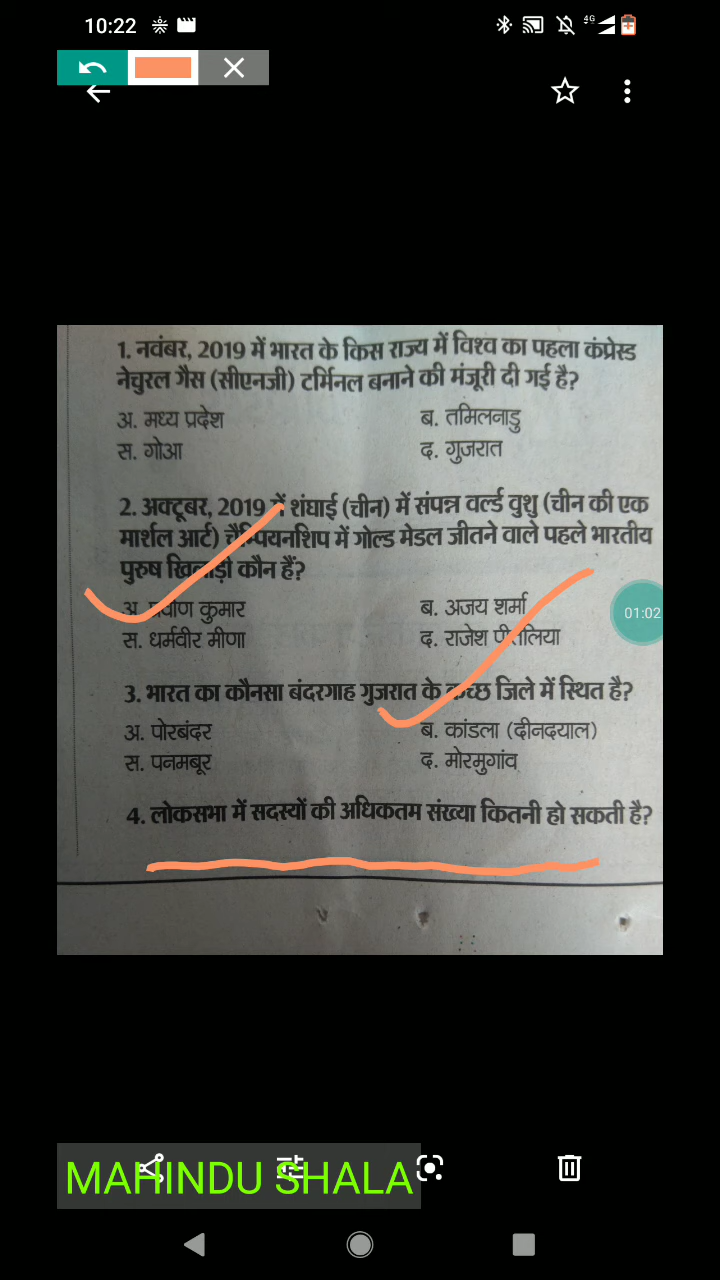 10:22
4G
1. नवंबर, 2019 में भारत के किस राज्य में विश्व का पहला कंप्रेस्ड
नेचुरल गैस (सीएनजी) टर्मिनल बनाने की मंजूरी दी गई है?
अ. मध्य प्रदेश ब. तमिलनाडु
स. गोआ द. गुजरात
2. अक्टूबर, 2019 में शंघाई (चीन) में संपन्न वर्ल्ड वुशु (चीन की एक
मार्शल आर्ट) चैम्पियनशिप में गोल्ड मेडल जीतने वाले पहले भारतीय
पुरुष खिलाड़ी कौन हैं?
अ. प्रवीण कुमार ब. अजय शर्मा
01:02
स. धर्मवीर मीणा द. राजेश पीतलिया
3. भारत का कौनसा बंदरगाह गुजरात के कच्छ जिले में स्थित है?
अ. पोरबंदर ब. कांडला (दीनदयाल)
स. पनमबूर द. मोरमुगांव
4. लोकसभा में सदस्यों की अधिकतम संख्या कितनी हो सकती है?
MAHINDU SHALA